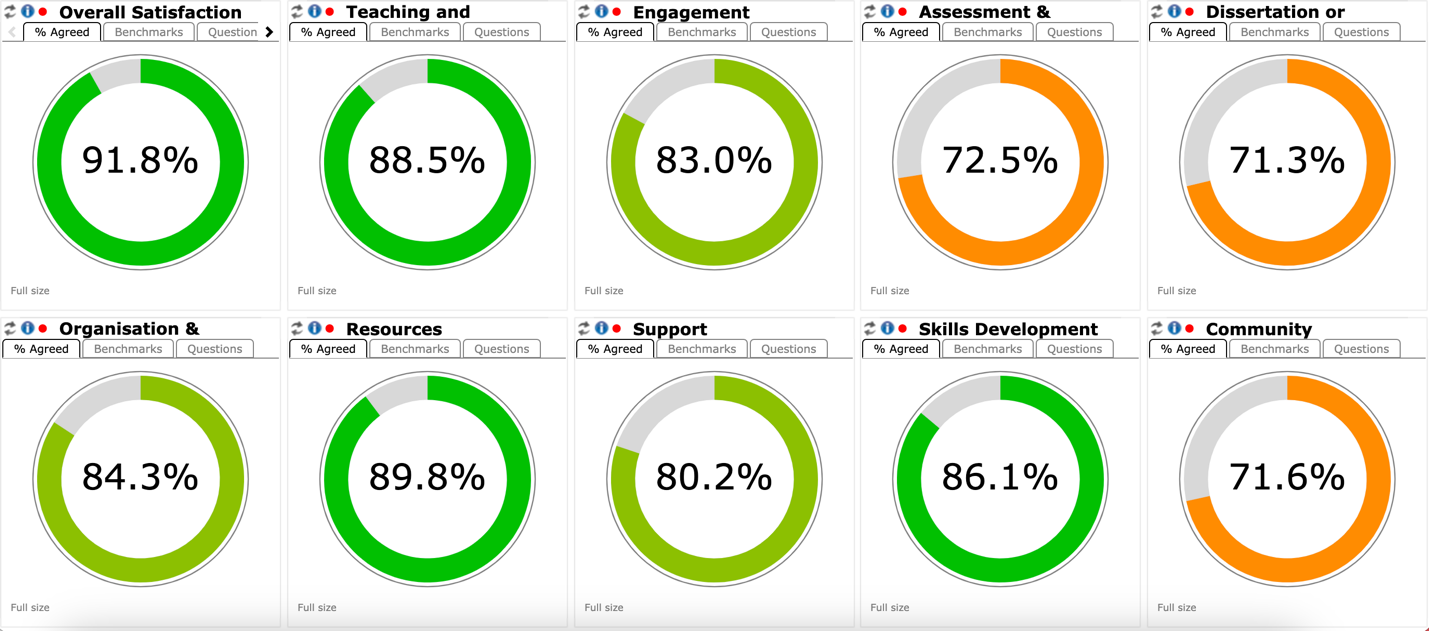 Overall Satisfaction
% Agreed Benchmarks Question
91.8%
Full size
Teaching and
% Agreed Benchmarks Questions
88.5%
Full size
Engagement
% Agreed Benchmarks Questions
83.0%
Full size
Assessment &
% Agreed Benchmarks Questions
72.5%
Full size
Dissertation or
% Agreed Benchmarks Questions
71.3%
Full size
Organisation &
% Agreed Benchmarks Questions
84.3%
Full size
Resources
% Agreed Benchmarks Questions
89.8%
Full size
Support
% Agreed Benchmarks Questions
80.2%
Full size
Skills Development
% Agreed Benchmarks Questions
86.1%
Full size
Community
% Agreed Benchmarks Questions
71.6%
Full size